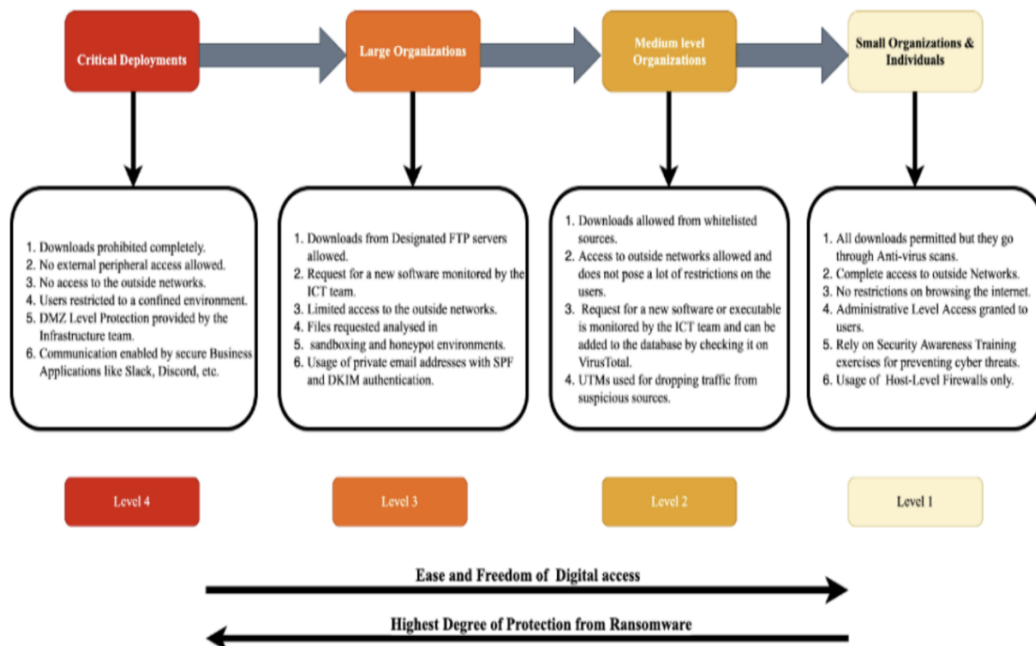 Critical Deployments
Large Organizations
Medium level
Organizations
Small Organizations &
Individuals
1. Downloads prohibited completely.
2. No external peripheral access allowed.
3. No access to the outside networks.
4. Users restricted to a confined environment.
5. DMZ Level Protection provided by the
Infrastructure team.
6. Communication enabled by secure Business
Applications like Slack, Discord, etc.
1. Downloads from Designated FTP servers
allowed.
2. Request for a new software monitored by the
ICT team.
3. Limited access to the outside networks.
4. Files requested analysed in
5. sandboxing and honeypot environments.
6. Usage of private email addresses with SPF
and DKIM authentication.
1. Downloads allowed from whitelisted
sources.
2. Access to outside networks allowed and
does not pose a lot of restrictions on the
users.
3. Request for a new software or executable
is monitored by the ICT team and can be
added to the database by checking it on
VirusTotal.
4. UTMs used for dropping traffic from
suspicious sources.
1. All downloads permitted but they go
through Anti-virus scans.
2. Complete access to outside Networks.
3. No restrictions on browsing the internet.
4. Administrative Level Access granted to
users.
5. Rely on Security Awareness Training
exercises for preventing cyber threats.
6. Usage of Host-Level Firewalls only.
Level 4
Level 3
Level 2
Level 1
Ease and Freedom of Digital access
Highest Degree of Protection from Ransomware